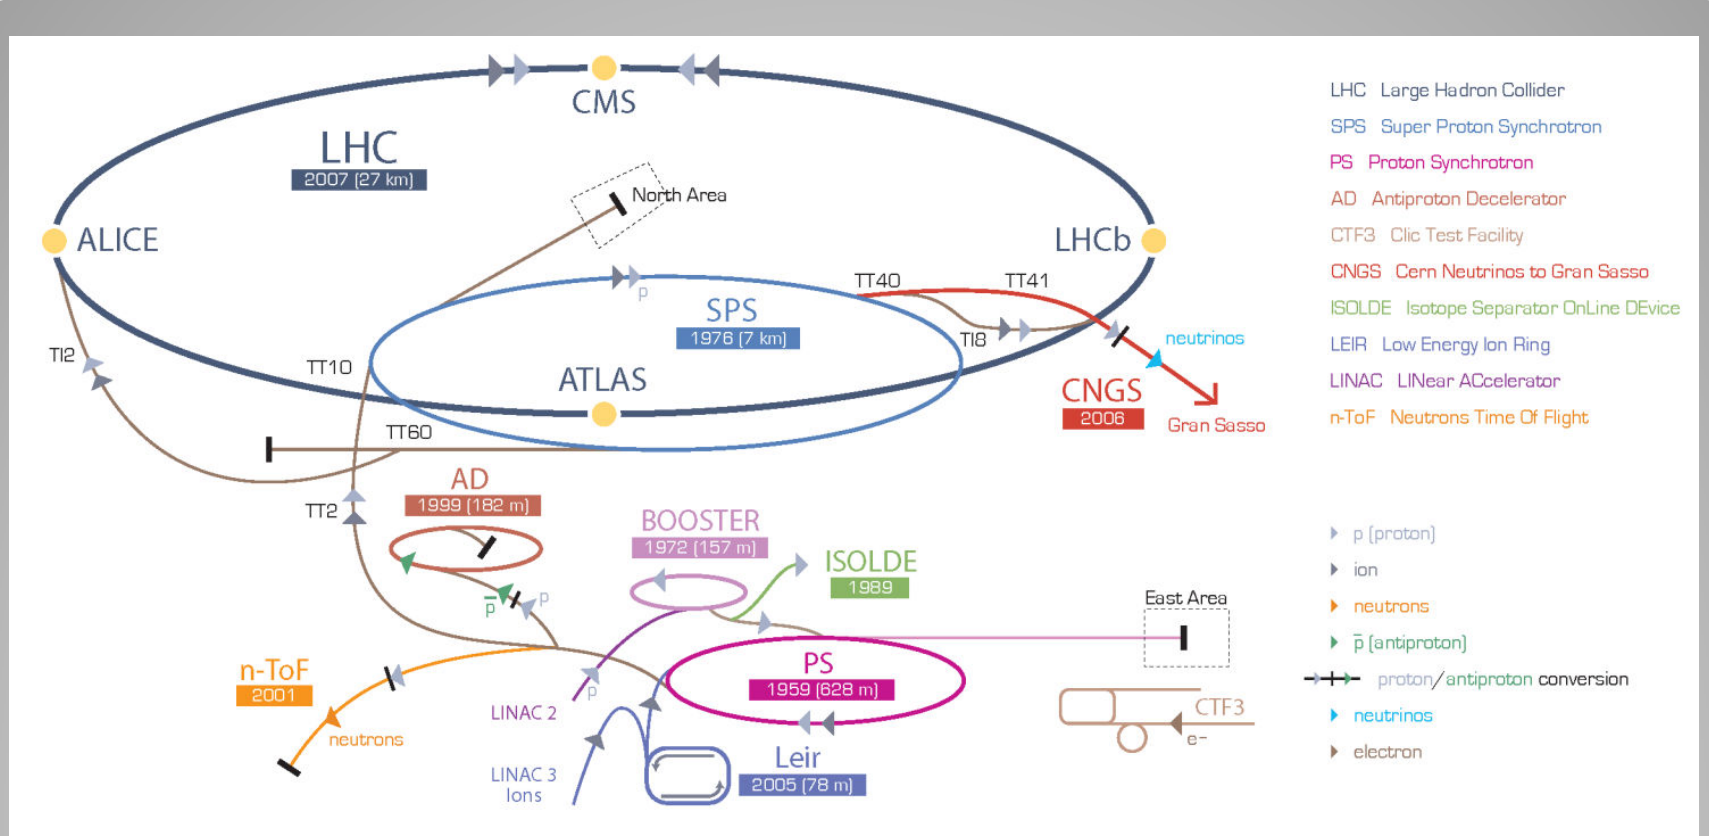 CMS
LHC
2007 (27 km)
North Area
ALICE
LHCb
TT40
TT41
p
SPS
1976 (7 km)
TI8
neutrinos
TI2
TT10
ATLAS
CNGS
2006
Gran Sasso
TT60
AD
1999 (182 m)
TT2
BOOSTER
1972 (157 m)
ISOLDE
1989
p̄
p
East Area
n-ToF
2001
PS
1959 (628 m)
p
LINAC 2
neutrons
CTF3
e-
Leir
2005 (78 m)
LINAC 3
Ions
LHC Large Hadron Collider
SPS Super Proton Synchrotron
PS Proton Synchrotron
AD Antiproton Decelerator
CTF3 Clic Test Facility
CNGS Cern Neutrinos to Gran Sasso
ISOLDE Isotope Separator OnLine DEvice
LEIR Low Energy Ion Ring
LINAC LINear ACcelerator
n-ToF Neutrons Time Of Flight
p (proton)
ion
neutrons
p̄ (antiproton)
proton/antiproton conversion
neutrinos
electron